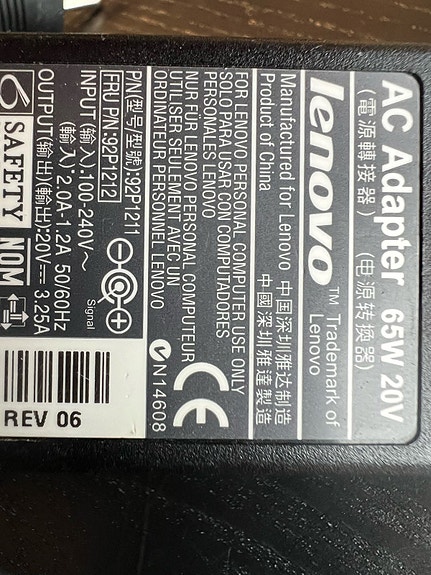 AC Adapter 65W 20V
(電源轉接器) (电源转换器)
lenovo ™ Trademark of
Lenovo
Manufactured for Lenovo 中国深圳雅达制造
Product of China 中國深圳雅達製造
FOR LENOVO PERSONAL COMPUTER USE ONLY
SOLO PARA USAR CON COMPUTADORES
PERSONALES LENOVO
NUR FÜR LENOVO PERSONAL COMPUTEUR
UTILISER SEULEMENT AVEC UN
ORDINATEUR PERSONNEL LENOVO
CE
N14608
P/N(型号/型號):92P1211
FRU P/N:92P1212
INPUT (输入):100-240V~
(輸入) 2.0A-1.2A 50/60Hz
OUTPUT(输出/輸出):20V⎓3.25A
Signal
SAFETY
NOM
REV 06